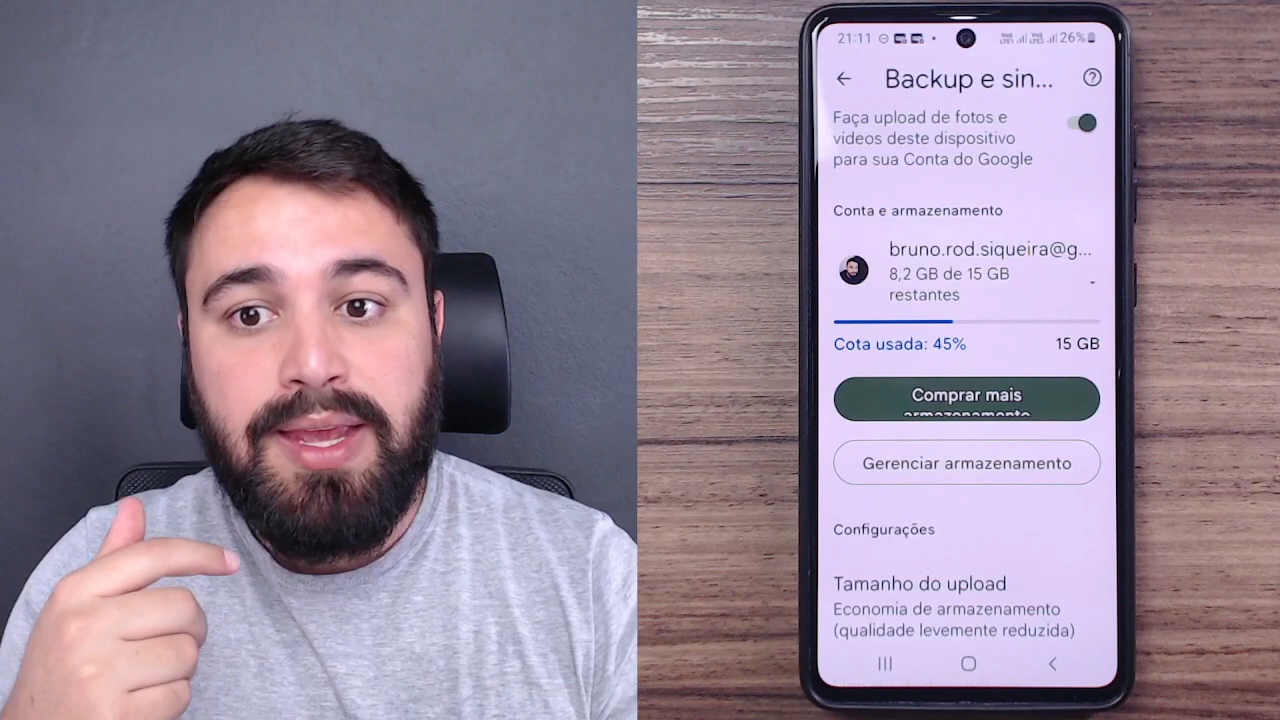 21:11
26%
Backup e sin...
Faça upload de fotos e
vídeos deste dispositivo
para sua Conta do Google
Conta e armazenamento
bruno.rod.siqueira@g...
8,2 GB de 15 GB
restantes
Cota usada: 45%
15 GB
Comprar mais
armazenamento
Gerenciar armazenamento
Configurações
Tamanho do upload
Economia de armazenamento
(qualidade levemente reduzida)